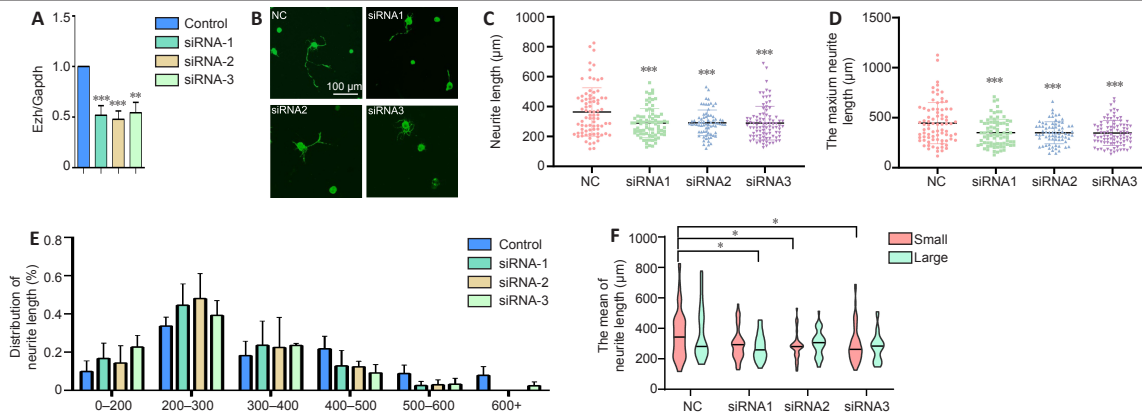 A
Ezh/Gapdh
1.5
1.0
0.5
0
***
***
**
Control
siRNA-1
siRNA-2
siRNA-3
B
NC
siRNA1
100 µm
siRNA2
siRNA3
C
Neurite length (µm)
1000
800
600
400
200
0
***
***
***
NC
siRNA1
siRNA2
siRNA3
D
The maxium neurite
length (µm)
1500
1000
500
0
***
***
***
NC
siRNA1
siRNA2
siRNA3
E
Distribution of
neurite length (%)
0.8
0.4
0.2
0
Control
siRNA-1
siRNA-2
siRNA-3
0–200
200–300
300–400
400–500
500–600
600+
F
The mean of
neurite length (µm)
1000
800
600
400
200
0
*
*
*
Small
Large
NC
siRNA1
siRNA2
siRNA3